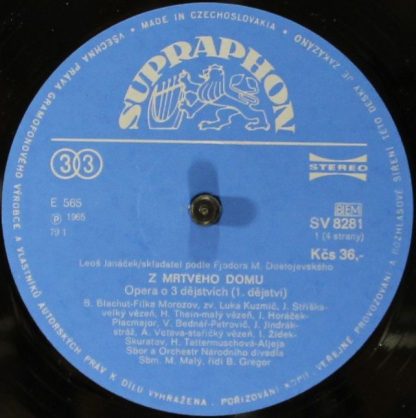 • MADE IN CZECHOSLOVAKIA •
VŠECHNA PRÁVA GRAMOFONOVÉHO VÝROBCE A VLASTNÍKŮ AUTORSKÝCH PRÁV K DÍLU VYHRAŽENA. POŘIZOVÁNÍ KOPIÍ, VEŘEJNÉ PROVOZOVÁNÍ A ROZHLASOVÉ ŠÍŘENÍ TÉTO DESKY JE ZAKÁZÁNO
SUPRAPHON
33
STEREO
E 565
Ⓟ 1965
79 1
BIEM
SV 8281
1 (4 strany)
Kčs 36,-
Leoš Janáček/skladatel podle Fjodora M. Dostojevského
Z MRTVÉHO DOMU
Opera o 3 dějstvích (1. dějství)
B. Blachut-Filka Morozov, zv. Luka Kuzmič, J. Stříška-
velký vězeň, H. Thein-malý vězeň, J. Horáček-
Placmajor, V. Bednář-Petrovič, J. Jindrák-
stráž, A. Votava-stařičký vězeň, I. Žídek-
Skuratov, H. Tattermuschová-Aljeja
Sbor a Orchestr Národního divadla
Sbm. M. Malý, řídí B. Gregor